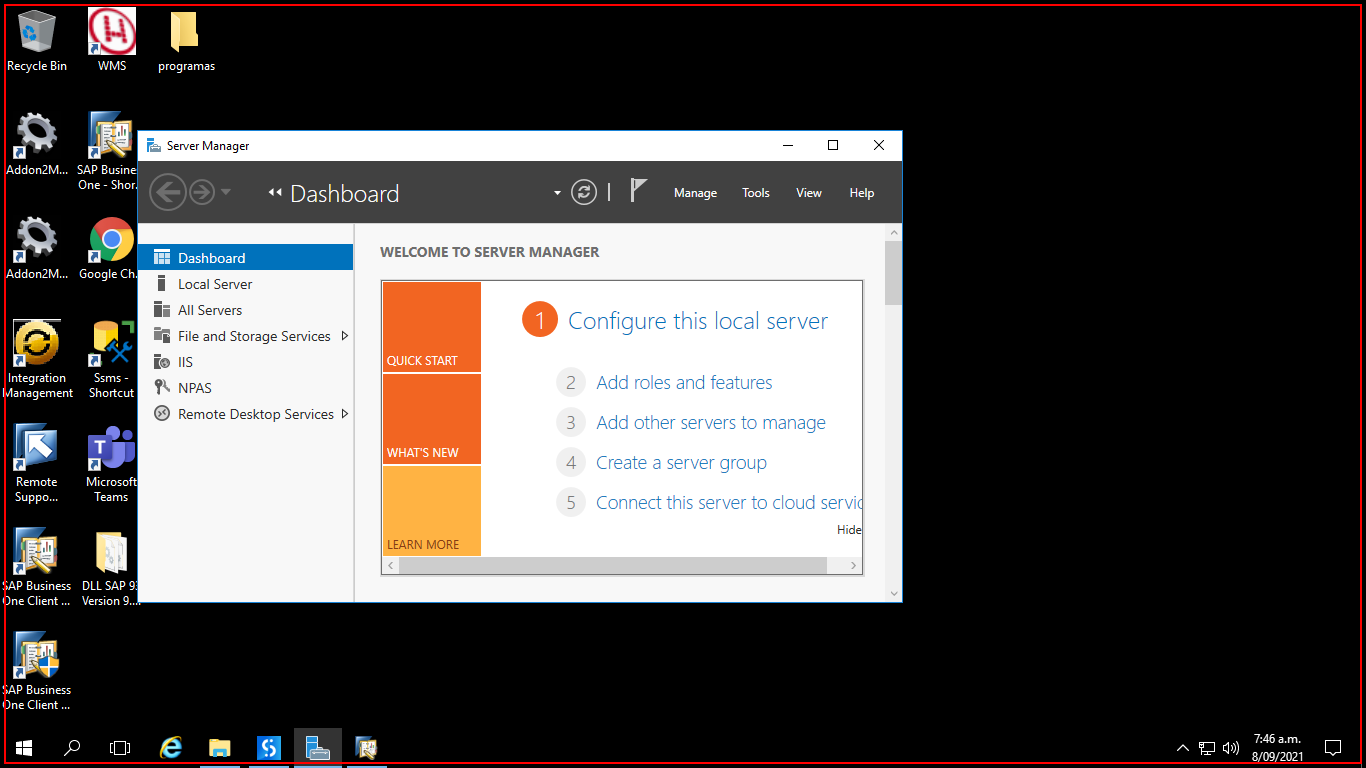 Recycle Bin
WMS
programas
Addon2M...
SAP Busine
One - Shor.
Addon2M...
Google Ch.
Integration
Management
Ssms -
Shortcut
Remote
Suppo...
Microsoft
Teams
SAP Business
One Client ...
DLL SAP 93
Version 9....
SAP Business
One Client ...
Server Manager
Dashboard
Manage
Tools
View
Help
Dashboard
Local Server
All Servers
File and Storage Services
IIS
NPAS
Remote Desktop Services
WELCOME TO SERVER MANAGER
QUICK START
WHAT'S NEW
LEARN MORE
1 Configure this local server
2 Add roles and features
3 Add other servers to manage
4 Create a server group
5 Connect this server to cloud servic
Hide
7:46 a.m.
8/09/2021